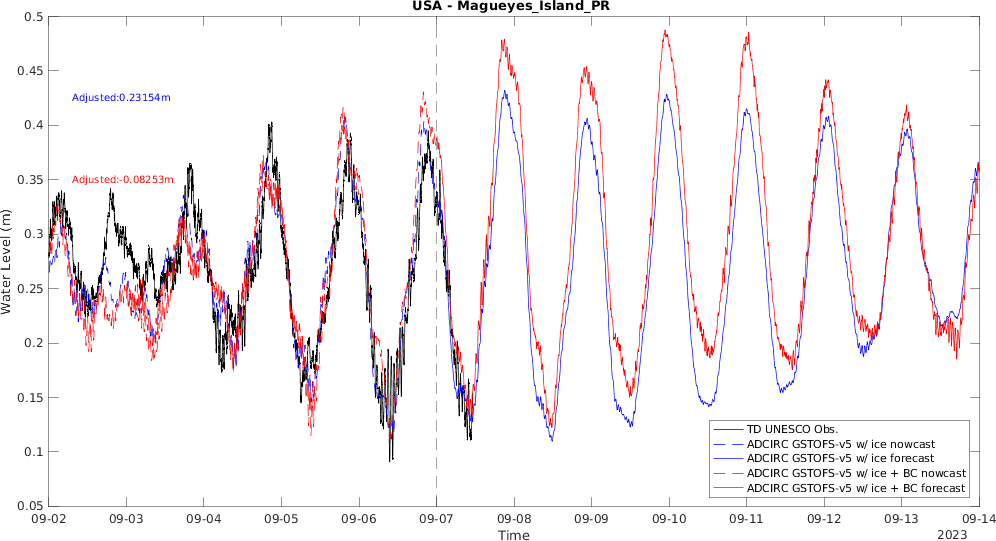 USA - Magueyes_Island_PR
0.5
0.45
0.4
0.35
0.3
0.25
0.2
0.15
0.1
0.05
Water Level (m)
Adjusted:0.23154m
Adjusted:-0.08253m
TD UNESCO Obs.
ADCIRC GSTOFS-v5 w/ ice nowcast
ADCIRC GSTOFS-v5 w/ ice forecast
ADCIRC GSTOFS-v5 w/ ice + BC nowcast
ADCIRC GSTOFS-v5 w/ ice + BC forecast
09-02 09-03 09-04 09-05 09-06 09-07 09-08 09-09 09-10 09-11 09-12 09-13 09-14
Time
2023